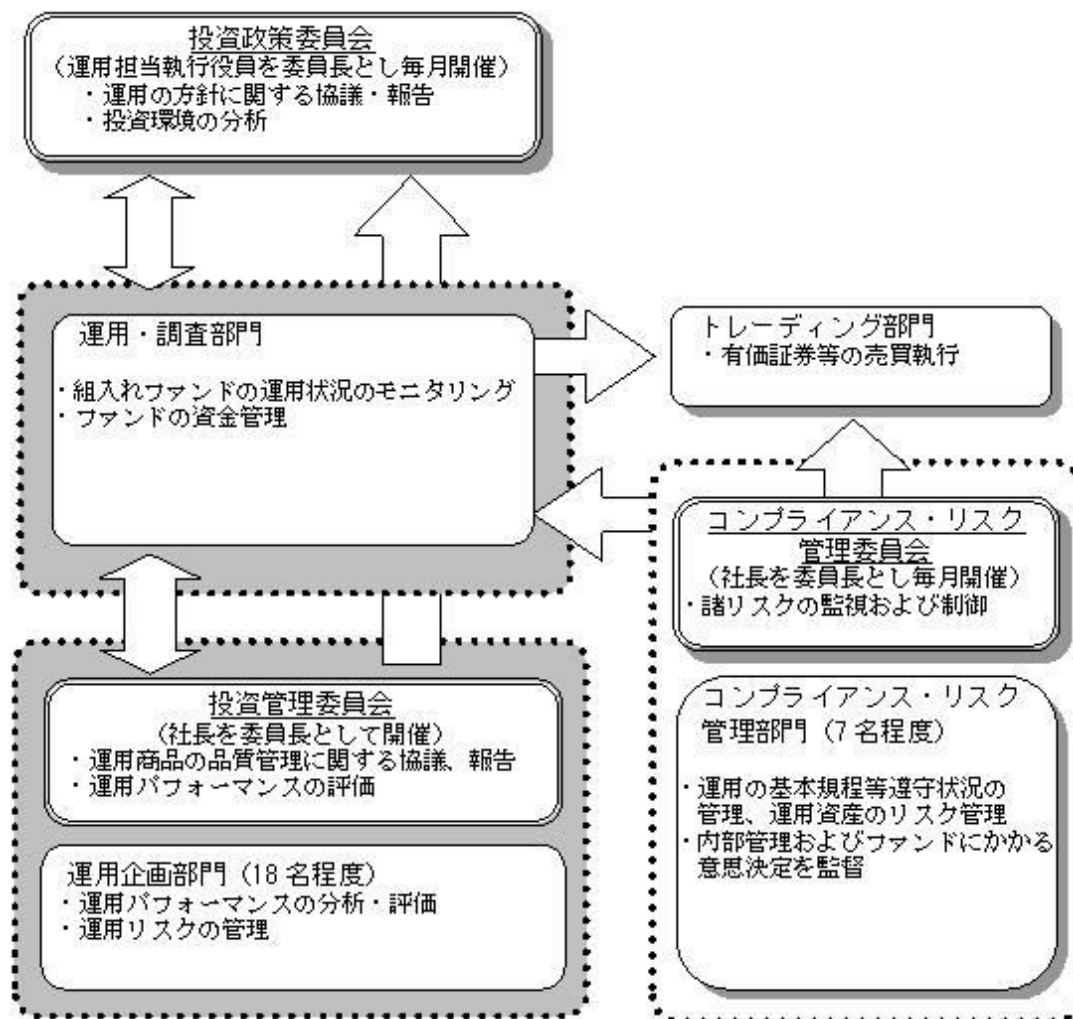 投資政策委員会
（運用担当執行役員を委員長とし毎月開催）
・運用の方針に関する協議・報告
・投資環境の分析
運用・調査部門
・組入れファンドの運用状況のモニタリング
・ファンドの資金管理
トレーディング部門
・有価証券等の売買執行
コンプライアンス・リスク
管理委員会
（社長を委員長とし毎月開催）
・諸リスクの監視および制御
投資管理委員会
（社長を委員長として開催）
・運用商品の品質管理に関する協議、報告
・運用パフォーマンスの評価
運用企画部門（18名程度）
・運用パフォーマンスの分析・評価
・運用リスクの管理
コンプライアンス・リスク
管理部門（7名程度）
・運用の基本規程等遵守状況の
管理、運用資産のリスク管理
・内部管理およびファンドにかかる
意思決定を監督